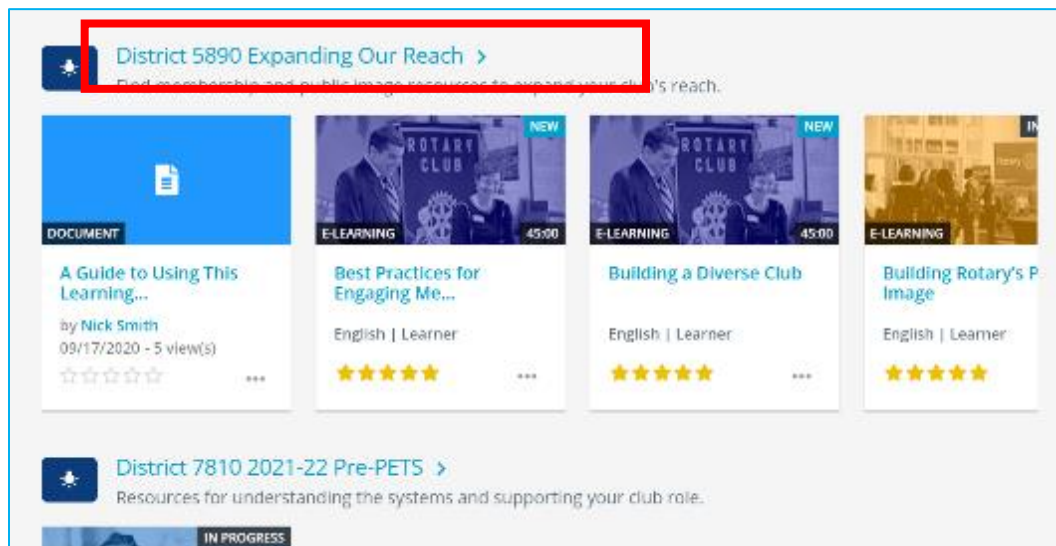 District 5890 Expanding Our Reach >
Find membership and public image resources to expand your club's reach.
DOCUMENT
A Guide to Using This
Learning...
by Nick Smith
09/17/2020 - 5 view(s)
NEW
ROTARY
CLUB
E-LEARNING
45:00
Best Practices for
Engaging Me...
English | Learner
NEW
ROTARY
CLUB
E-LEARNING
45:00
Building a Diverse Club
English | Learner
IN
E-LEARNING
Building Rotary's P
Image
English | Learner
District 7810 2021-22 Pre-PETS >
Resources for understanding the systems and supporting your club role.
IN PROGRESS